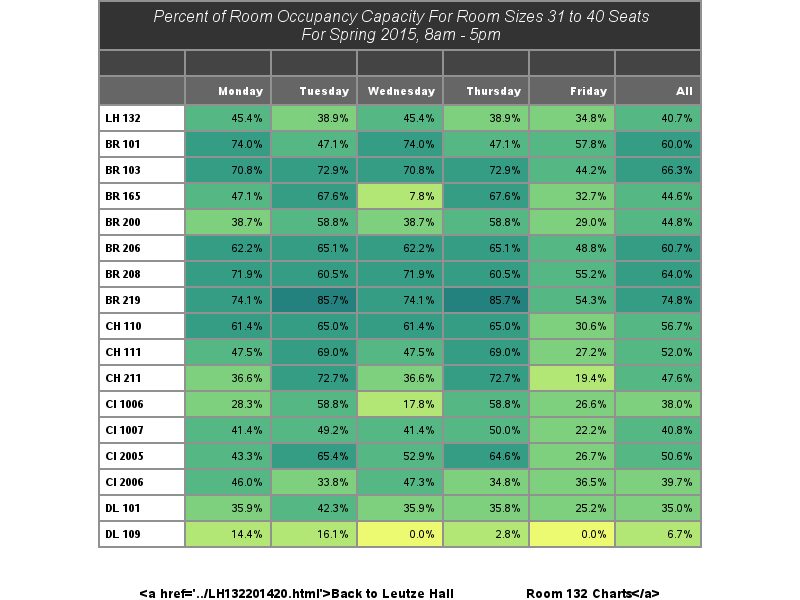 Percent of Room Occupancy Capacity For Room Sizes 31 to 40 Seats
For Spring 2015, 8am - 5pm
Monday Tuesday Wednesday Thursday Friday All
LH 132 45.4% 38.9% 45.4% 38.9% 34.8% 40.7%
BR 101 74.0% 47.1% 74.0% 47.1% 57.8% 60.0%
BR 103 70.8% 72.9% 70.8% 72.9% 44.2% 66.3%
BR 165 47.1% 67.6% 7.8% 67.6% 32.7% 44.6%
BR 200 38.7% 58.8% 38.7% 58.8% 29.0% 44.8%
BR 206 62.2% 65.1% 62.2% 65.1% 48.8% 60.7%
BR 208 71.9% 60.5% 71.9% 60.5% 55.2% 64.0%
BR 219 74.1% 85.7% 74.1% 85.7% 54.3% 74.8%
CH 110 61.4% 65.0% 61.4% 65.0% 30.6% 56.7%
CH 111 47.5% 69.0% 47.5% 69.0% 27.2% 52.0%
CH 211 36.6% 72.7% 36.6% 72.7% 19.4% 47.6%
CI 1006 28.3% 58.8% 17.8% 58.8% 26.6% 38.0%
CI 1007 41.4% 49.2% 41.4% 50.0% 22.2% 40.8%
CI 2005 43.3% 65.4% 52.9% 64.6% 26.7% 50.6%
CI 2006 46.0% 33.8% 47.3% 34.8% 36.5% 39.7%
DL 101 35.9% 42.3% 35.9% 35.8% 25.2% 35.0%
DL 109 14.4% 16.1% 0.0% 2.8% 0.0% 6.7%
<a href='../LH132201420.html'>Back to Leutze Hall Room 132 Charts</a>